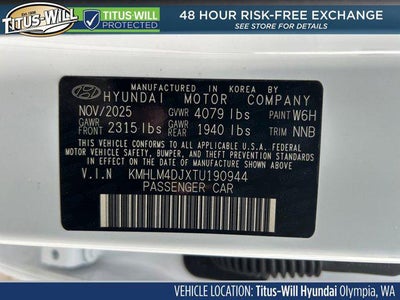 TITUS-WILL
TITUS-WILL
PROTECTION
48 HOUR RISK-FREE EXCHANGE
SEE STORE FOR DETAILS
MANUFACTURED IN KOREA BY
HYUNDAI MOTOR COMPANY
NOV/2025 GVWR 4079 lbs PAINT W6H
GAWR FRONT 2315 lbs GAWR REAR 1940 lbs TRIM NNB
THIS VEHICLE CONFORMS TO ALL APPLICABLE U.S.A FEDERAL
MOTOR VEHICLE SAFETY, BUMPER, AND THEFT PREVENTION
STANDARDS IN EFFECT ON THE DATE OF MANUFACTURE
SHOWN ABOVE.
V.I.N KMHLM4DJXTU190944
PASSENGER CAR
VEHICLE LOCATION: Titus-Will Hyundai Olympia, WA